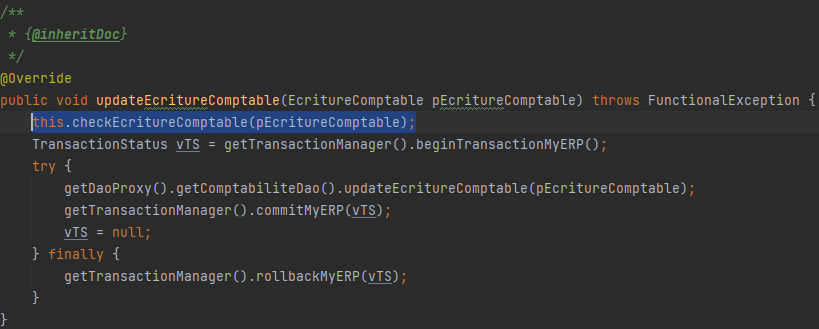 /**
 * {@inheritDoc}
 */
@Override
public void updateEcritureComptable(EcritureComptable pEcritureComptable) throws FunctionalException {
    this.checkEcritureComptable(pEcritureComptable);
    TransactionStatus vTS = getTransactionManager().beginTransactionMyERP();
    try {
        getDaoProxy().getComptabiliteDao().updateEcritureComptable(pEcritureComptable);
        getTransactionManager().commitMyERP(vTS);
        vTS = null;
    } finally {
        getTransactionManager().rollbackMyERP(vTS);
    }
}